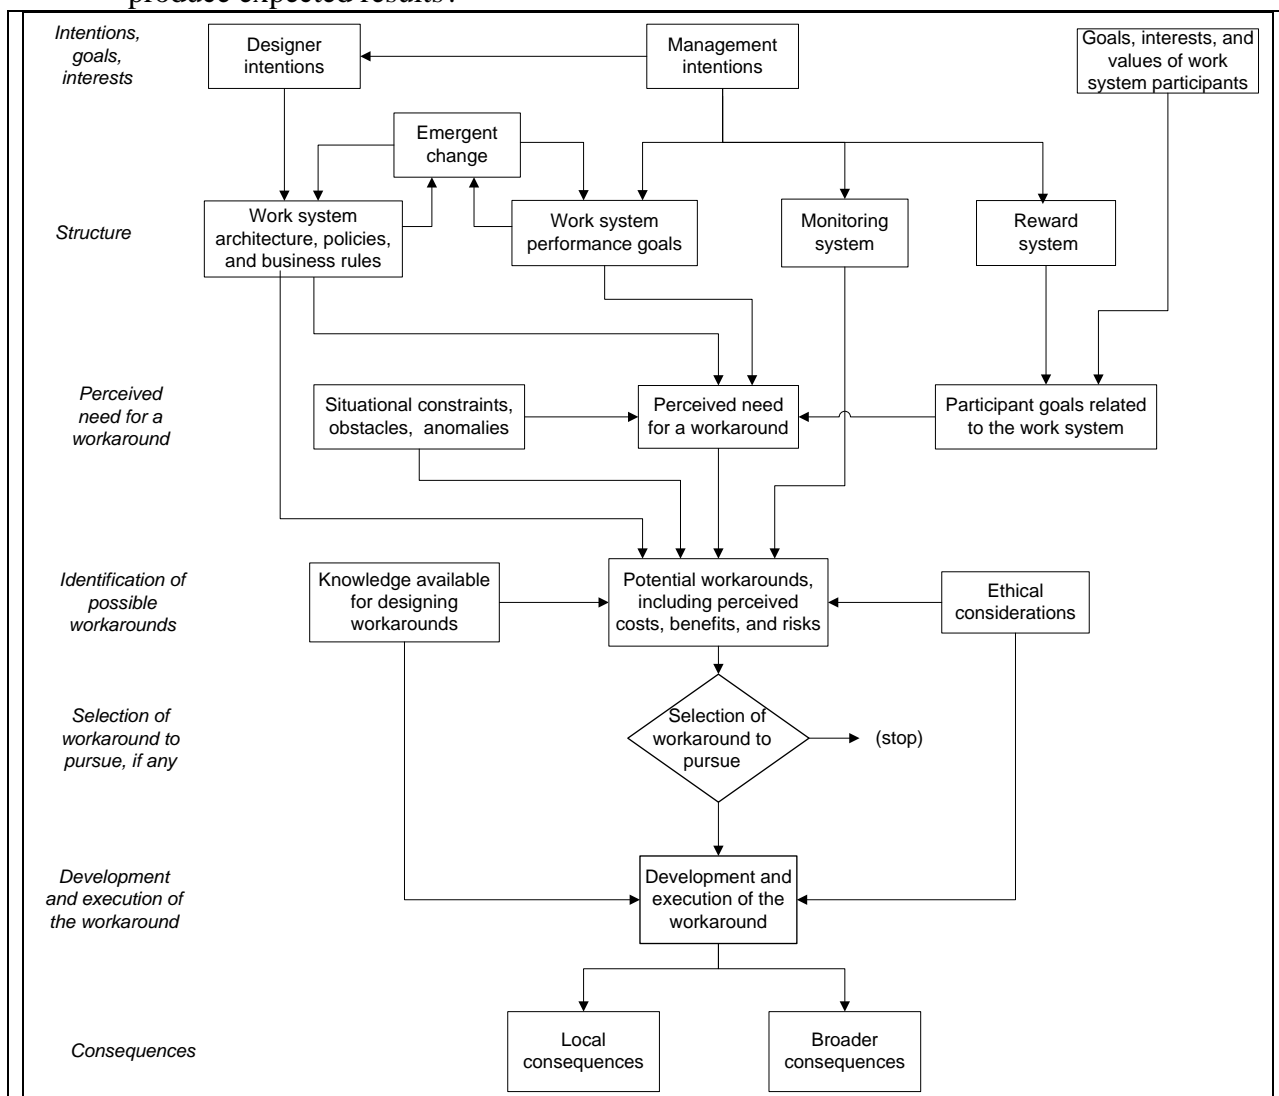 produce expected results?
Intentions,
goals,
interests
Designer
intentions
Management
intentions
Goals, interests, and
values of work
system participants
Emergent
change
Structure
Work system
architecture, policies,
and business rules
Work system
performance goals
Monitoring
system
Reward
system
Perceived
need for a
workaround
Situational constraints,
obstacles, anomalies
Perceived need
for a workaround
Participant goals related
to the work system
Identification of
possible
workarounds
Knowledge available
for designing
workarounds
Potential workarounds,
including perceived
costs, benefits, and risks
Ethical
considerations
Selection of
workaround to
pursue, if any
Selection of
workaround to
pursue
(stop)
Development
and execution of
the workaround
Development and
execution of the
workaround
Consequences
Local
consequences
Broader
consequences